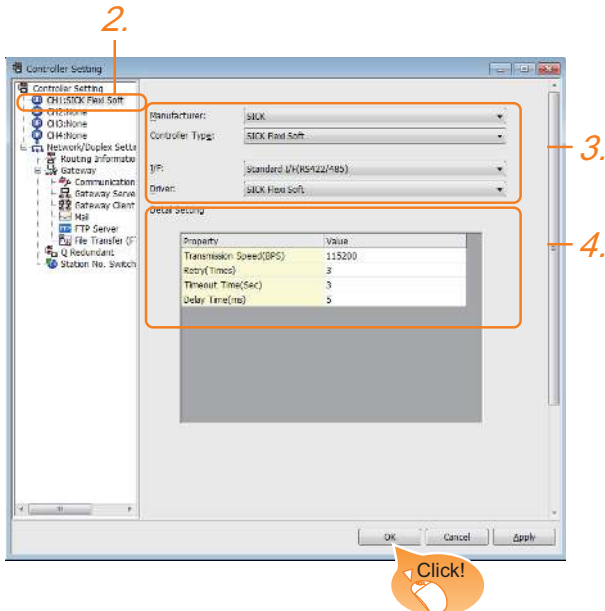 2.
Controller Setting
Controller Setting
CH1:SICK Flexi Soft
CH2:None
CH3:None
CH4:None
Network/Duplex Setti
Routing Informatio
Gateway
Communication
Gateway Serve
Gateway Client
Mail
FTP Server
File Transfer (F
Q Redundant
Station No. Switch
Manufacturer: SICK
Controller Type: SICK Flexi Soft
I/F: Standard I/F(RS422/485)
Driver: SICK Flexi Soft
3.
Detail Setting
4.
Property Value
Transmission Speed(BPS) 115200
Retry(Times) 3
Timeout Time(Sec) 3
Delay Time(ms) 5
OK Cancel Apply
Click!